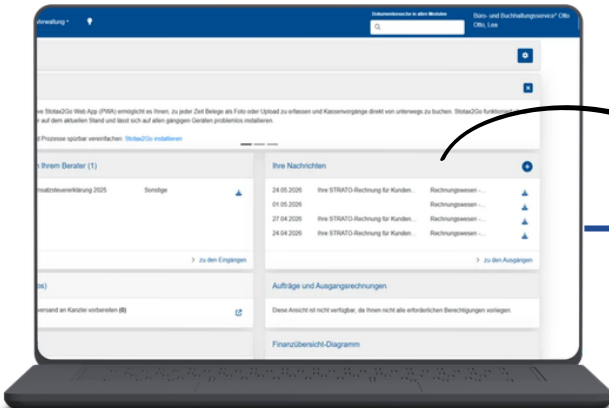 Verwaltung
Dokumentensuche in allen Modulen
Büro- und Buchhaltungsservice* Otto
Otto, Lea
ve Stotax2Go Web App (PWA) ermöglicht es Ihnen, zu jeder Zeit Belege als Foto oder Upload zu erfassen und Kassenvorgänge direkt von unterwegs zu buchen. Stotax2Go funktioniert
r auf dem aktuellen Stand und lässt sich auf allen gängigen Geräten problemlos installieren.
d Prozesse spürbar vereinfachen: Stotax2Go installieren
n Ihrem Berater (1)
Ihre Nachrichten
msatzsteuererklärung 2025 Sonstige
24.05.2026 Ihre STRATO-Rechnung für Kunden... Rechnungswesen -...
01.05.2026 Rechnungswesen -...
27.04.2026 Ihre STRATO-Rechnung für Kunden... Rechnungswesen -...
24.04.2026 Ihre STRATO-Rechnung für Kunden... Rechnungswesen -...
> zu den Eingängen
> zu den Ausgängen
os)
Aufträge und Ausgangsrechnungen
versand an Kanzlei vorbereiten (0)
Diese Ansicht ist nicht verfügbar, da Ihnen nicht alle erforderlichen Berechtigungen vorliegen.
Finanzübersicht-Diagramm